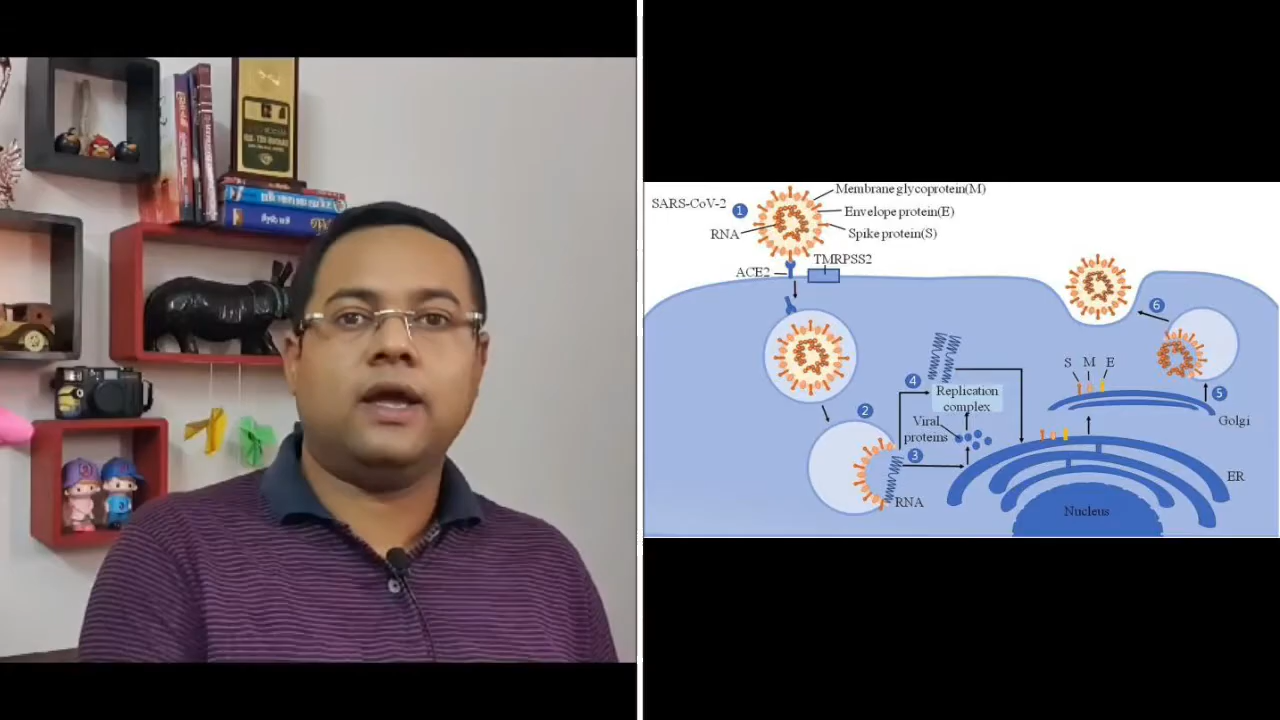 Membrane glycoprotein(M)
SARS-CoV-2
1
Envelope protein(E)
RNA
Spike protein(S)
ACE2
TMRPSS2
6
S M E
4
5
Replication
complex
2
Viral
proteins
Golgi
3
ER
RNA
Nucleus